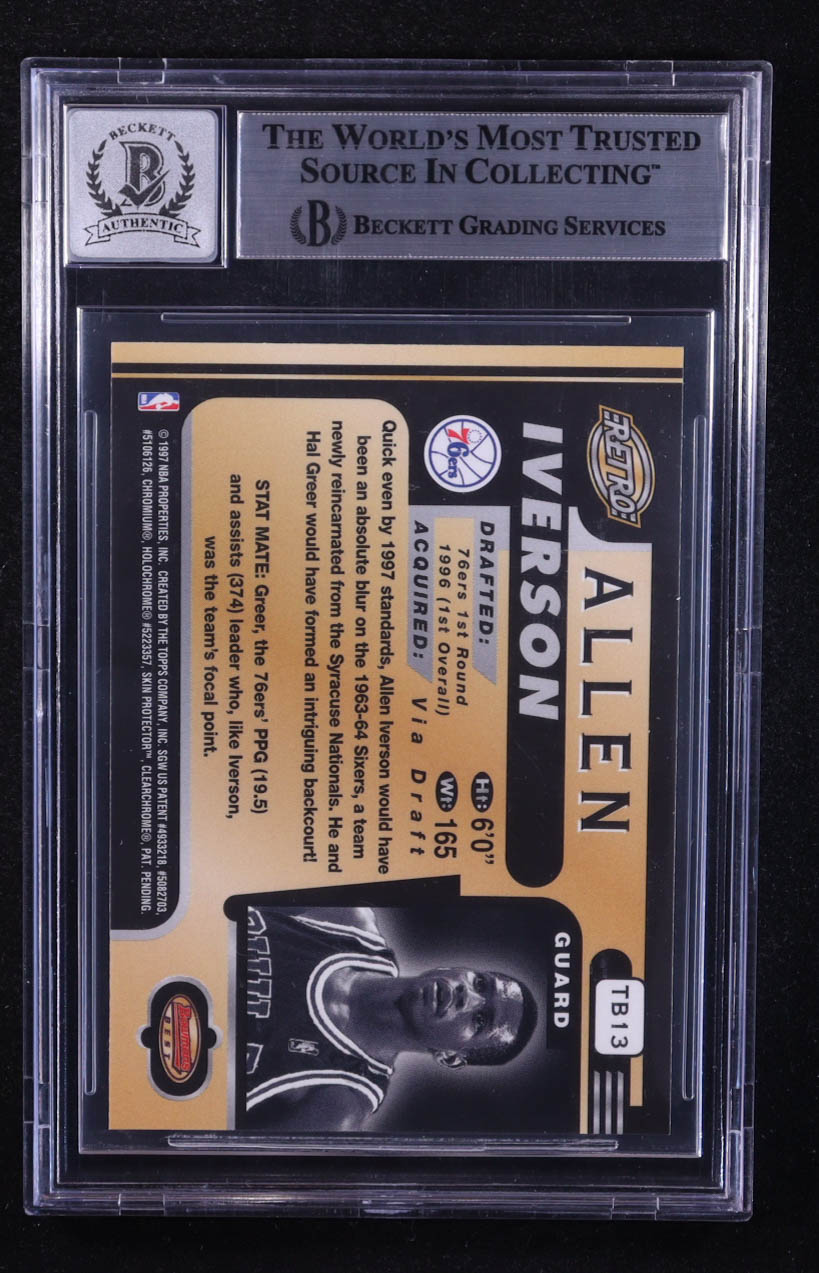 BECKETT
B
AUTHENTIC
THE WORLD'S MOST TRUSTED
SOURCE IN COLLECTING™
B BECKETT GRADING SERVICES
RETRO
ALLEN
IVERSON
TB13
GUARD
76ers
DRAFTED:
76ers 1st Round
1996 (1st Overall)
ACQUIRED: Via Draft
Ht: 6'0"
Wt: 165
Quick even by 1997 standards, Allen Iverson would have
been an absolute blur on the 1963-64 Sixers, a team
newly reincarnated from the Syracuse Nationals. He and
Hal Greer would have formed an intriguing backcourt!
STAT MATE: Greer, the 76ers' PPG (19.5)
and assists (374) leader who, like Iverson,
was the team's focal point.
Bowman's
BEST
NBA
© 1997 NBA PROPERTIES, INC. CREATED BY THE TOPPS COMPANY, INC. SGW US PATENT #4933218, #5082703,
#5106126, CHROMIUM®, HOLOCHROME® #5223357, SKIN PROTECTOR™, CLEARCHROME®, PAT. PENDING.